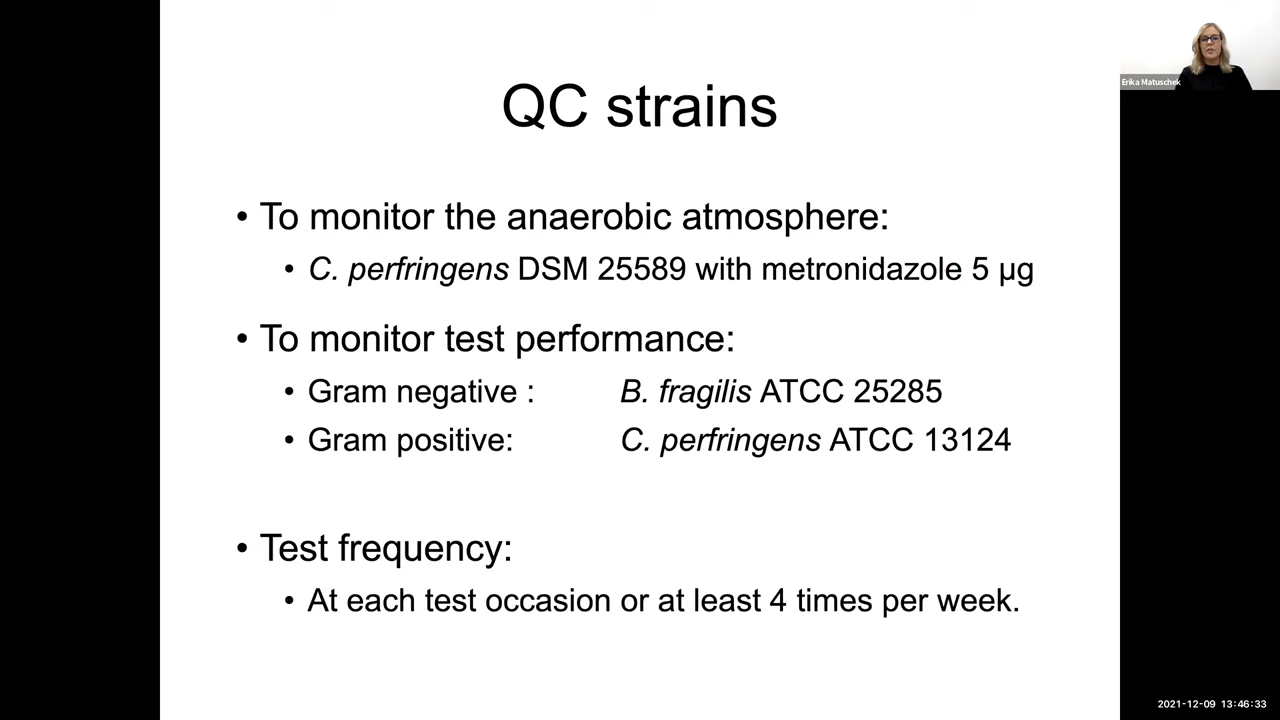 Erika Matuschek
QC strains
• To monitor the anaerobic atmosphere:
• C. perfringens DSM 25589 with metronidazole 5 µg
• To monitor test performance:
• Gram negative : B. fragilis ATCC 25285
• Gram positive: C. perfringens ATCC 13124
• Test frequency:
• At each test occasion or at least 4 times per week.
2021-12-09 13:46:33